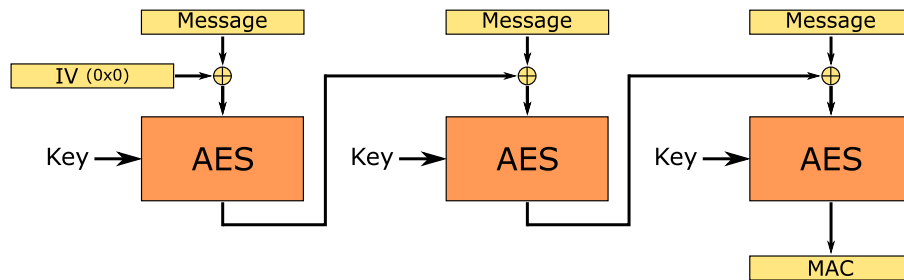 Message
Message
Message
IV (0x0)
Key
AES
Key
AES
Key
AES
MAC